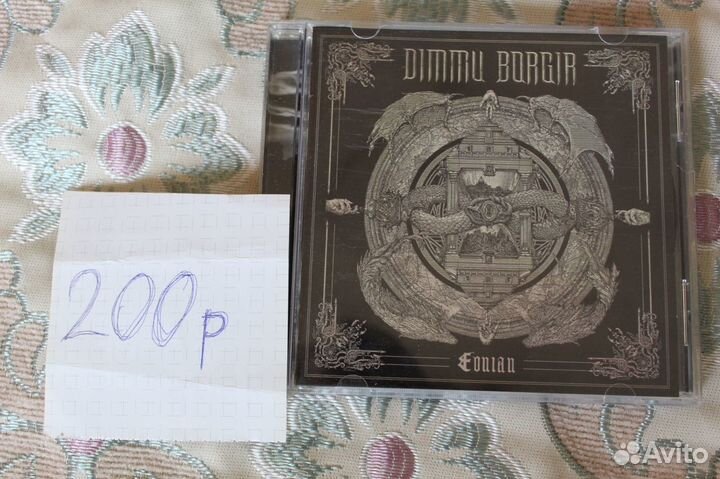 DIMMU BORGIR
200р
Eonian
Avito